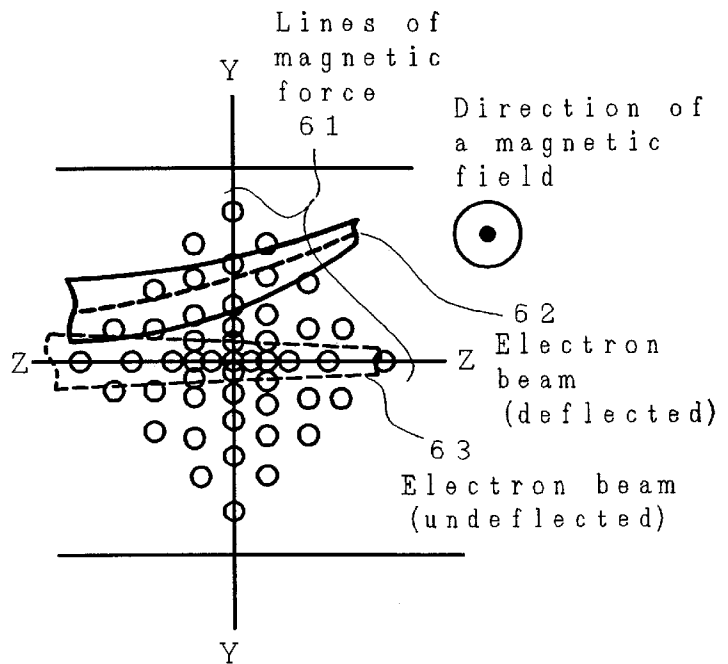 Lines of
magnetic
force
61
Y
Direction of
a magnetic
field
62
Z
Z
Electron
beam
(deflected)
63
Electron beam
(undeflected)
Y